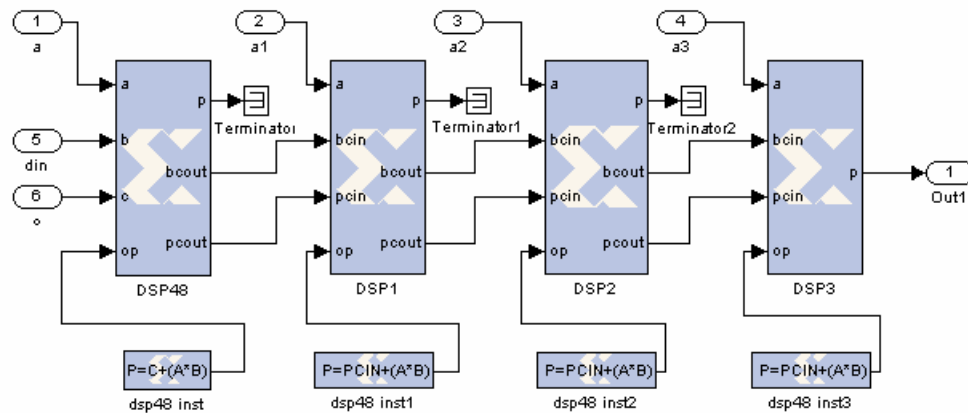 1
a
2
a1
3
a2
4
a3
5
din
6
a
b
c
op
p
bcout
pcout
DSP48
Terminator
a
bcin
pcin
op
p
bcout
pcout
DSP1
Terminator1
a
bcin
pcin
op
p
bcout
pcout
DSP2
Terminator2
a
bcin
pcin
op
p
DSP3
1
Out1
P=C+(A*B)
dsp48 inst
P=PCIN+(A*B)
dsp48 inst1
P=PCIN+(A*B)
dsp48 inst2
P=PCIN+(A*B)
dsp48 inst3